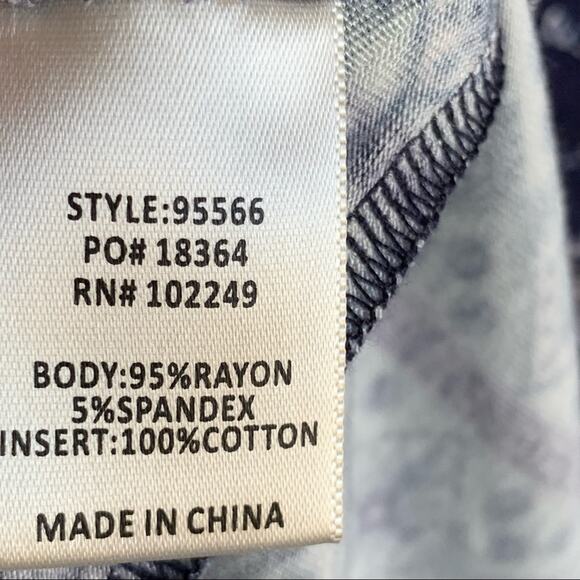 STYLE:95566
PO# 18364
RN# 102249
BODY:95%RAYON
5%SPANDEX
INSERT:100%COTTON
MADE IN CHINA